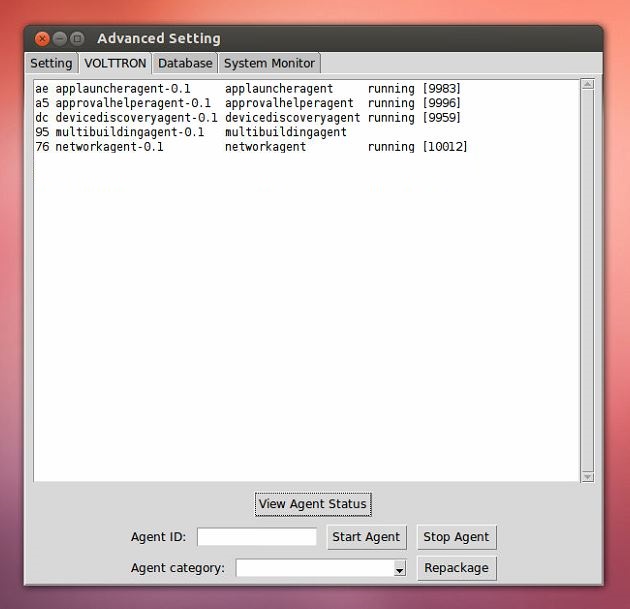 Advanced Setting
Setting VOLTTRON Database System Monitor
ae applauncheragent-0.1 applauncheragent running [9983]
a5 approvalhelperagent-0.1 approvalhelperagent running [9996]
dc devicediscoveryagent-0.1 devicediscoveryagent running [9959]
95 multibuildingagent-0.1 multibuildingagent
76 networkagent-0.1 networkagent running [10012]
View Agent Status
Agent ID: Start Agent Stop Agent
Agent category: Repackage